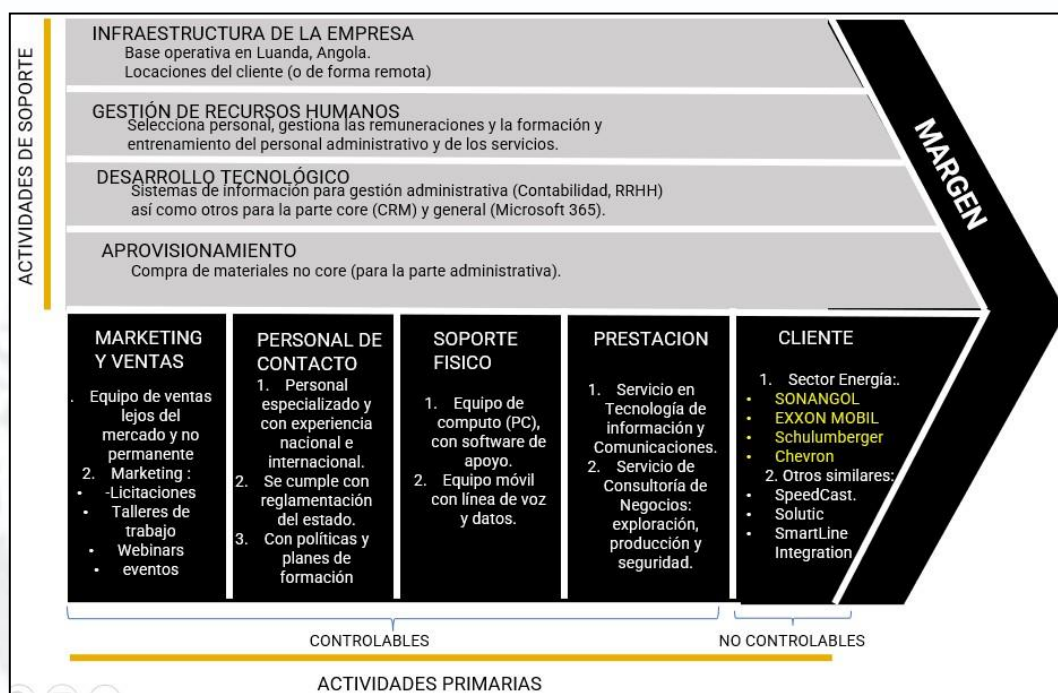 ACTIVIDADES DE SOPORTE
INFRAESTRUCTURA DE LA EMPRESA
Base operativa en Luanda, Angola.
Locaciones del cliente (o de forma remota)
GESTIÓN DE RECURSOS HUMANOS
Selecciona personal, gestiona las remuneraciones y la formación y
entrenamiento del personal administrativo y de los servicios.
DESARROLLO TECNOLÓGICO
Sistemas de información para gestión administrativa (Contabilidad, RRHH)
así como otros para la parte core (CRM) y general (Microsoft 365).
APROVISIONAMIENTO
Compra de materiales no core (para la parte administrativa).
MARGEN
MARKETING
Y VENTAS
. Equipo de ventas
lejos del
mercado y no
permanente
2. Marketing :
• -Licitaciones
• Talleres de
trabajo
• Webinars
• eventos
PERSONAL DE
CONTACTO
1. Personal
especializado y
con experiencia
nacional e
internacional.
2. Se cumple con
reglamentación
del estado.
3. Con políticas y
planes de
formación
SOPORTE
FISICO
1. Equipo de
computo (PC),
con software de
apoyo.
2. Equipo móvil
con línea de voz
y datos.
PRESTACION
1. Servicio en
Tecnología de
información y
Comunicaciones.
2. Servicio de
Consultoría de
Negocios:
exploración,
producción y
seguridad.
CLIENTE
1. Sector Energía:.
• SONANGOL
• EXXON MOBIL
• Schulumberger
• Chevron
2. Otros similares:
• SpeedCast.
• Solutic
• SmartLine
Integration
CONTROLABLES
NO CONTROLABLES
ACTIVIDADES PRIMARIAS